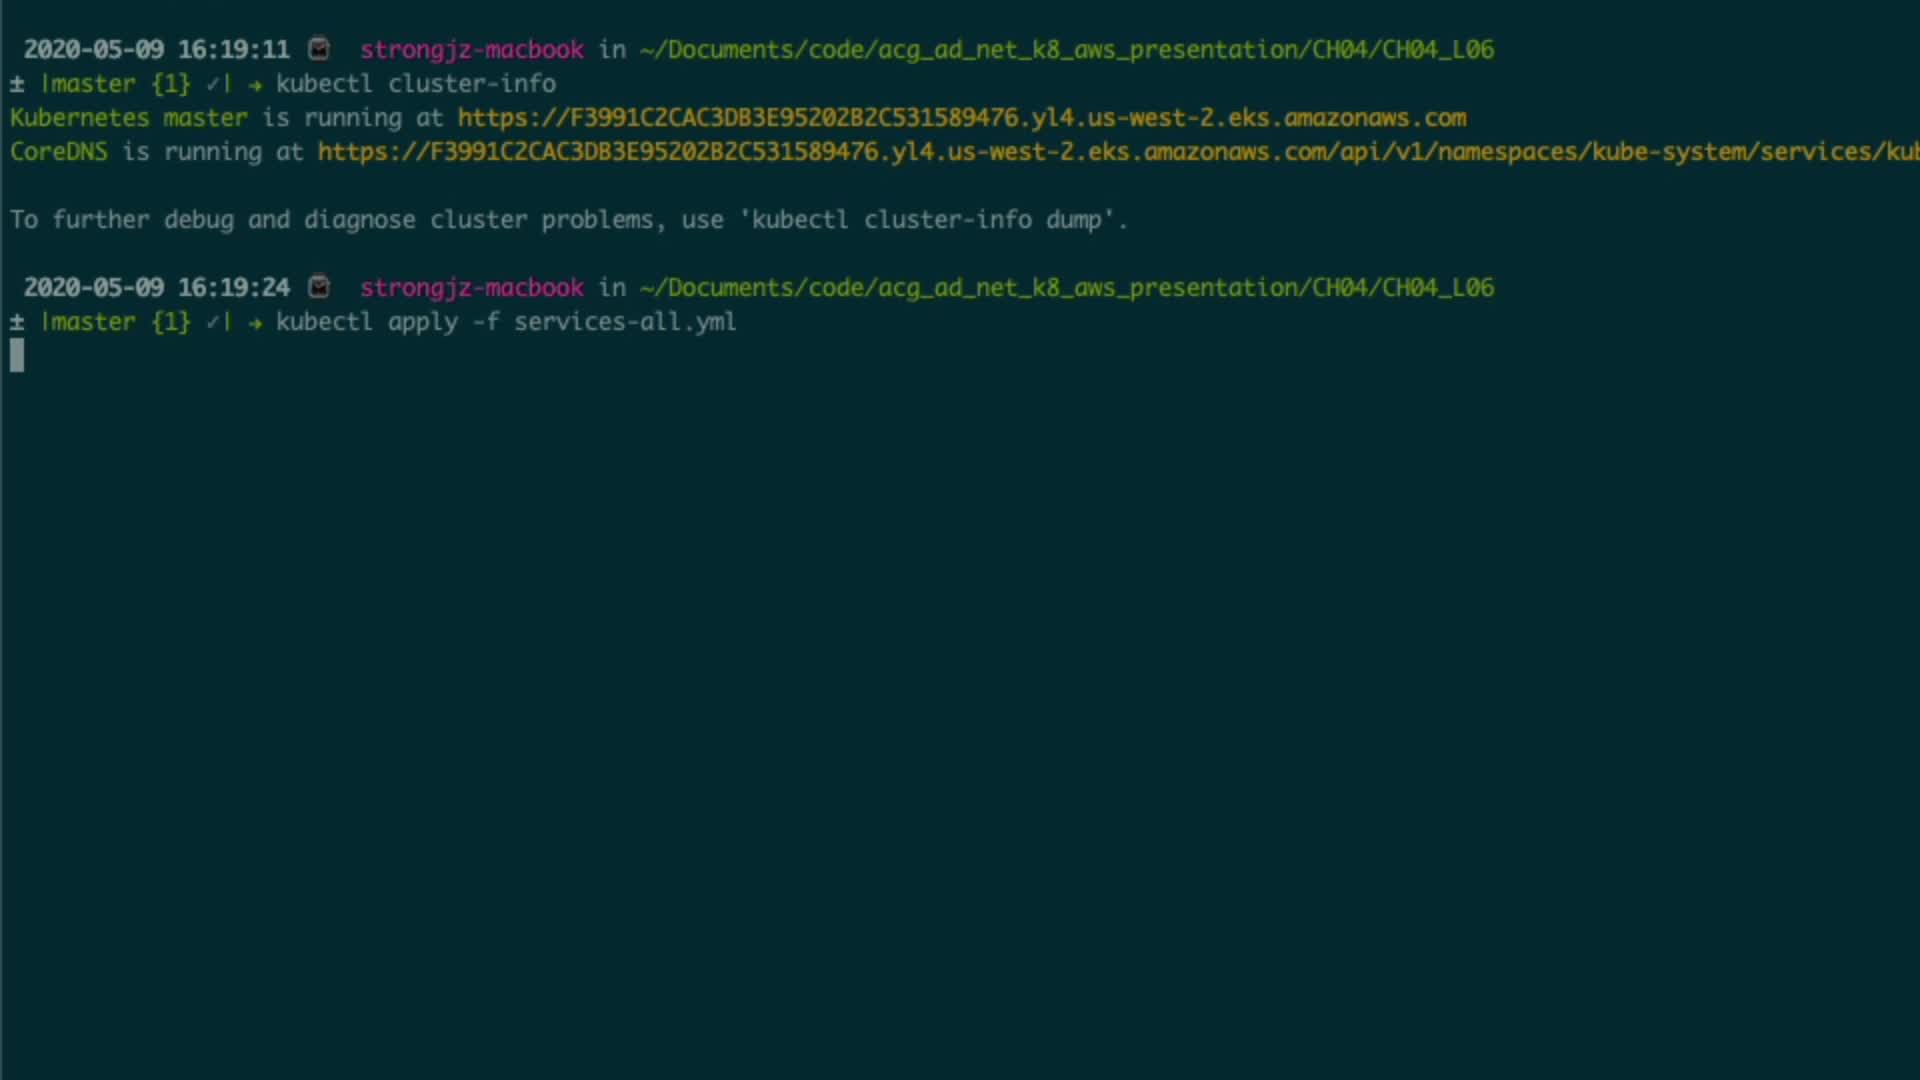 2020-05-09 16:19:11 strongjz-macbook in ~/Documents/code/acg_ad_net_k8_aws_presentation/CH04/CH04_L06
± |master {1} ✓| → kubectl cluster-info
Kubernetes master is running at https://F3991C2CAC3DB3E95202B2C531589476.yl4.us-west-2.eks.amazonaws.com
CoreDNS is running at https://F3991C2CAC3DB3E95202B2C531589476.yl4.us-west-2.eks.amazonaws.com/api/v1/namespaces/kube-system/services/kub
To further debug and diagnose cluster problems, use 'kubectl cluster-info dump'.
2020-05-09 16:19:24 strongjz-macbook in ~/Documents/code/acg_ad_net_k8_aws_presentation/CH04/CH04_L06
± |master {1} ✓| → kubectl apply -f services-all.yml